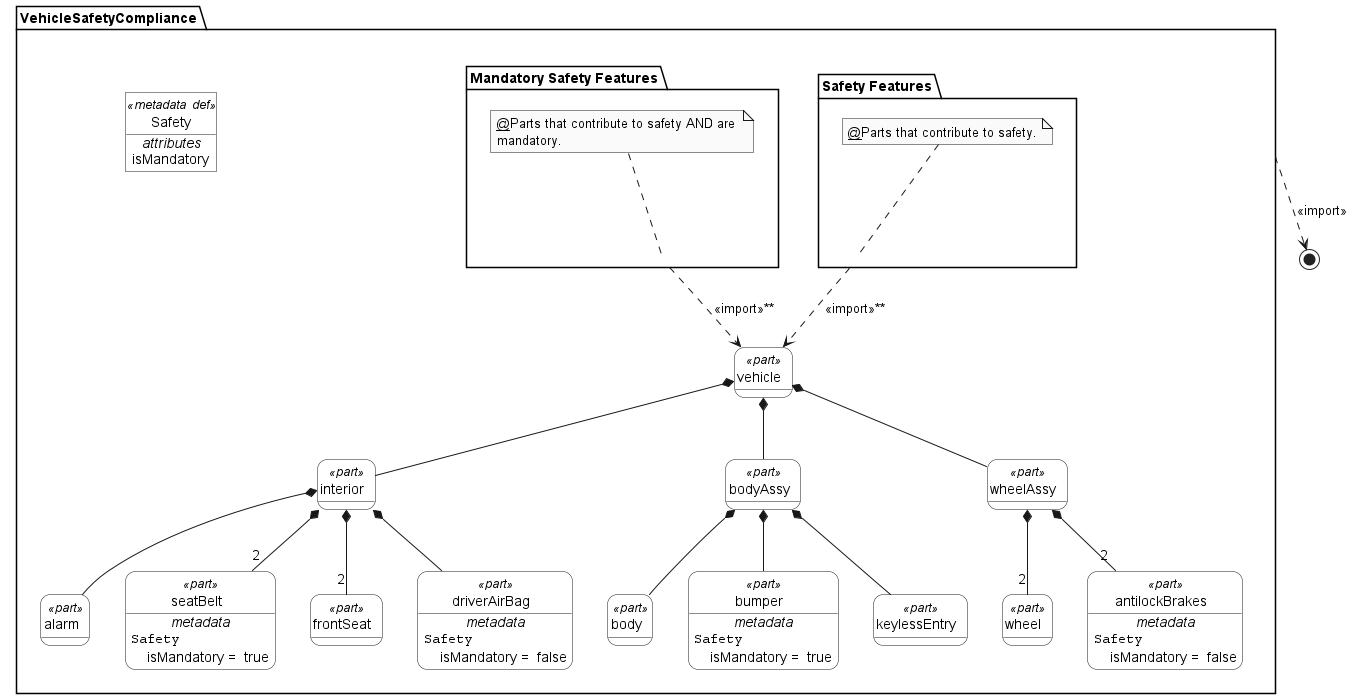 VehicleSafetyCompliance
«metadata def»
Safety
attributes
isMandatory
Mandatory Safety Features
@Parts that contribute to safety AND are
mandatory.
Safety Features
@Parts that contribute to safety.
«import»
«import»**
«import»**
«part»
vehicle
«part»
interior
«part»
bodyAssy
«part»
wheelAssy
2
2
2
2
«part»
alarm
«part»
seatBelt
metadata
Safety
isMandatory = true
«part»
frontSeat
«part»
driverAirBag
metadata
Safety
isMandatory = false
«part»
body
«part»
bumper
metadata
Safety
isMandatory = true
«part»
keylessEntry
«part»
wheel
«part»
antilockBrakes
metadata
Safety
isMandatory = false